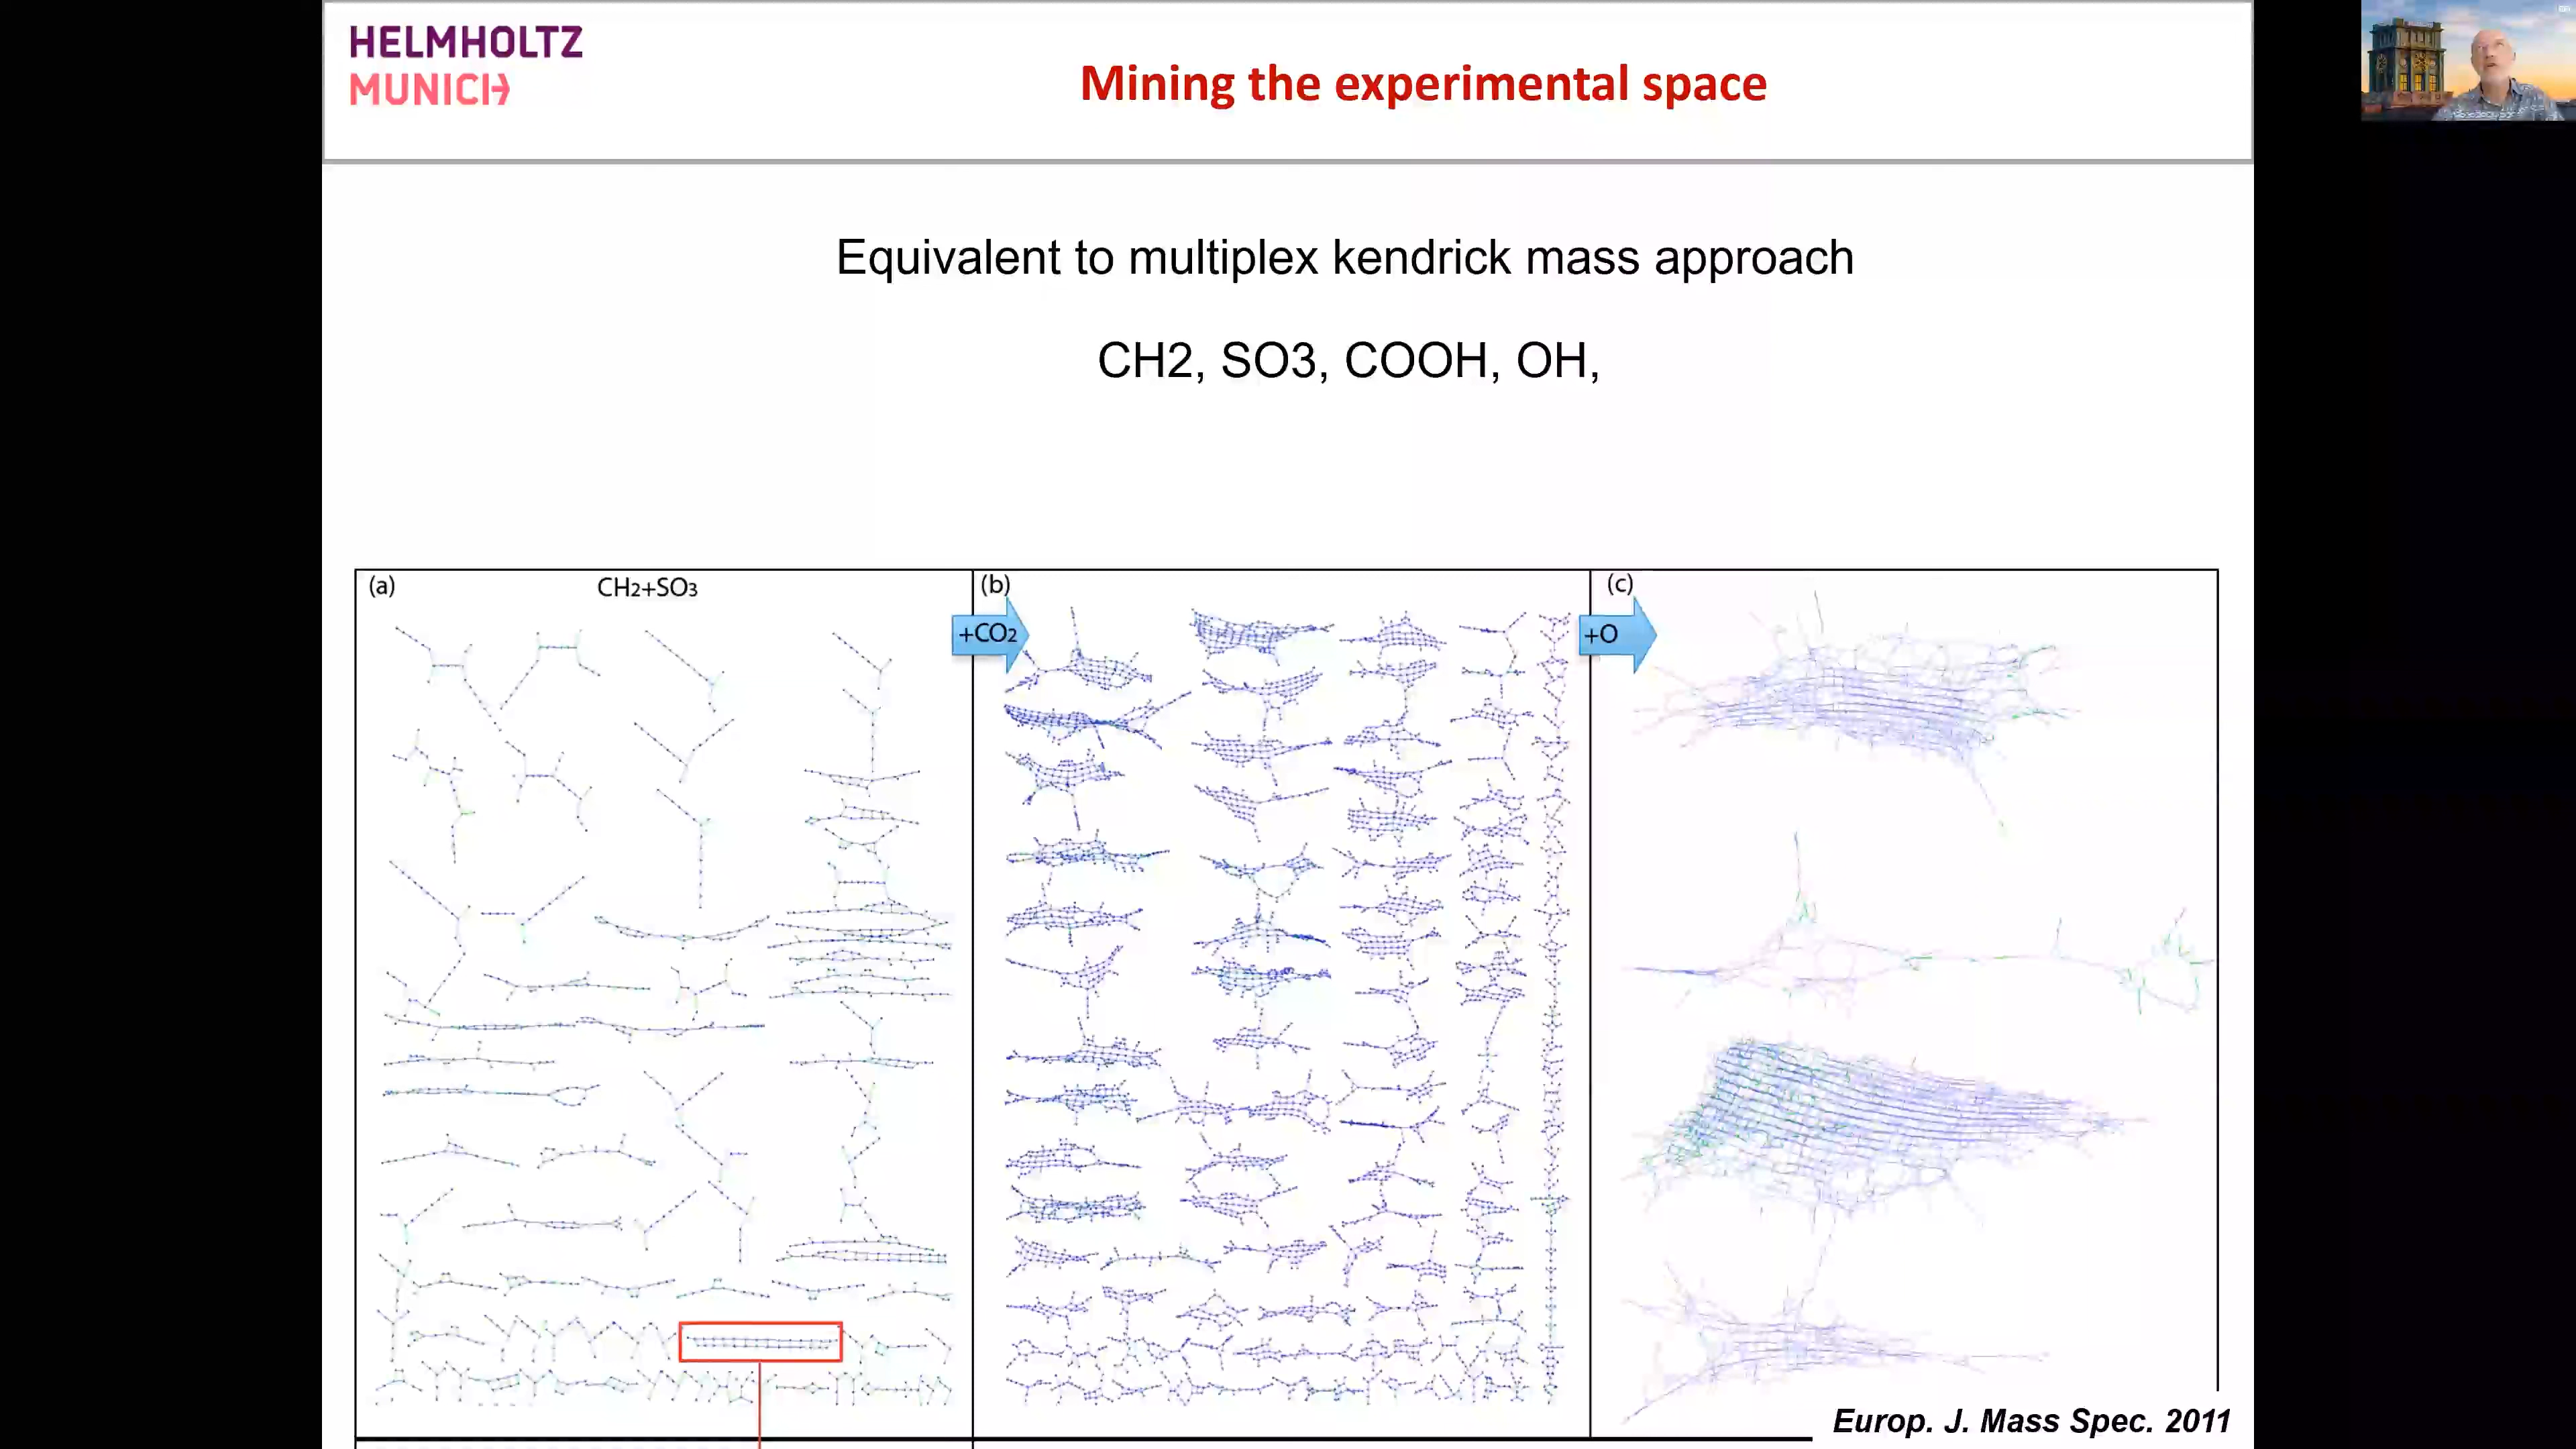 HELMHOLTZ
MUNICH
Mining the experimental space
Equivalent to multiplex kendrick mass approach
CH2, SO3, COOH, OH,
(a)
CH₂+SO₃
(b)
+CO₂
(c)
+O
Europ. J. Mass Spec. 2011